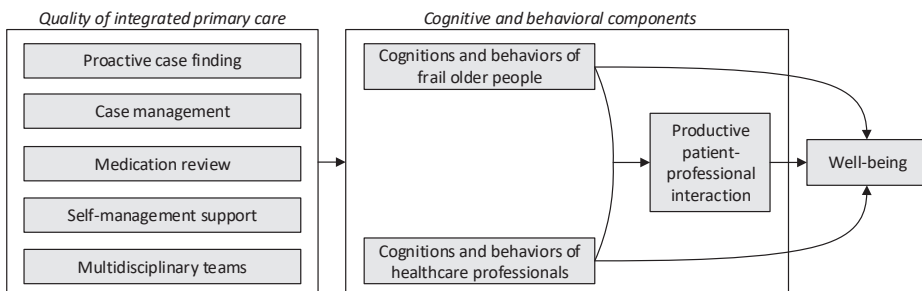 Quality of integrated primary care
Proactive case finding
Case management
Medication review
Self-management support
Multidisciplinary teams
Cognitive and behavioral components
Cognitions and behaviors of
frail older people
Productive
patient-
professional
interaction
Cognitions and behaviors of
healthcare professionals
Well-being